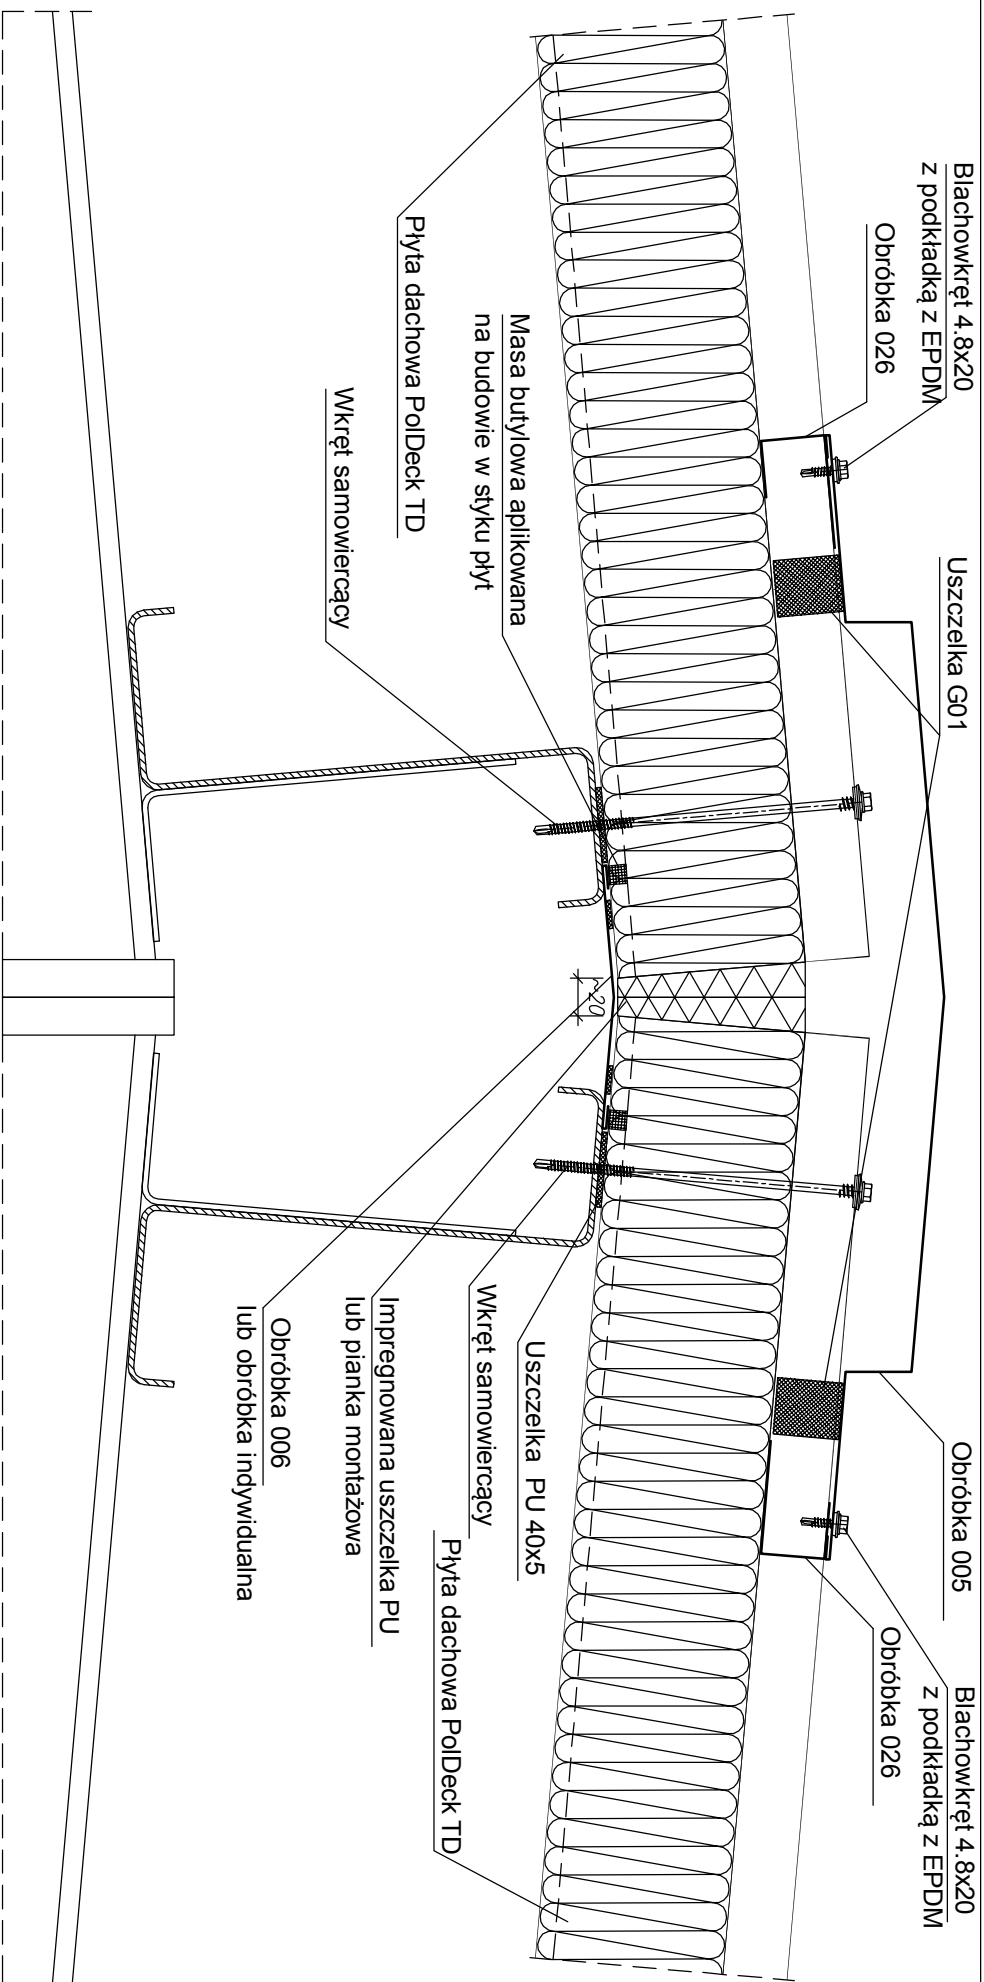 Blachowkręt 4.8x20
z podkładką z EPDM
Obróbka 026
Uszczelka G01
Obróbka 005
Blachowkręt 4.8x20
z podkładką z EPDM
Obróbka 026
Masa butylowa aplikowana
na budowie w styku płyt
Płyta dachowa PolDeck TD
Wkręt samowiercący
~20
Uszczelka PU 40x5
Wkręt samowiercący
Płyta dachowa PolDeck TD
Impregnowana uszczelka PU
lub pianka montażowa
Obróbka 006
lub obróbka indywidualna